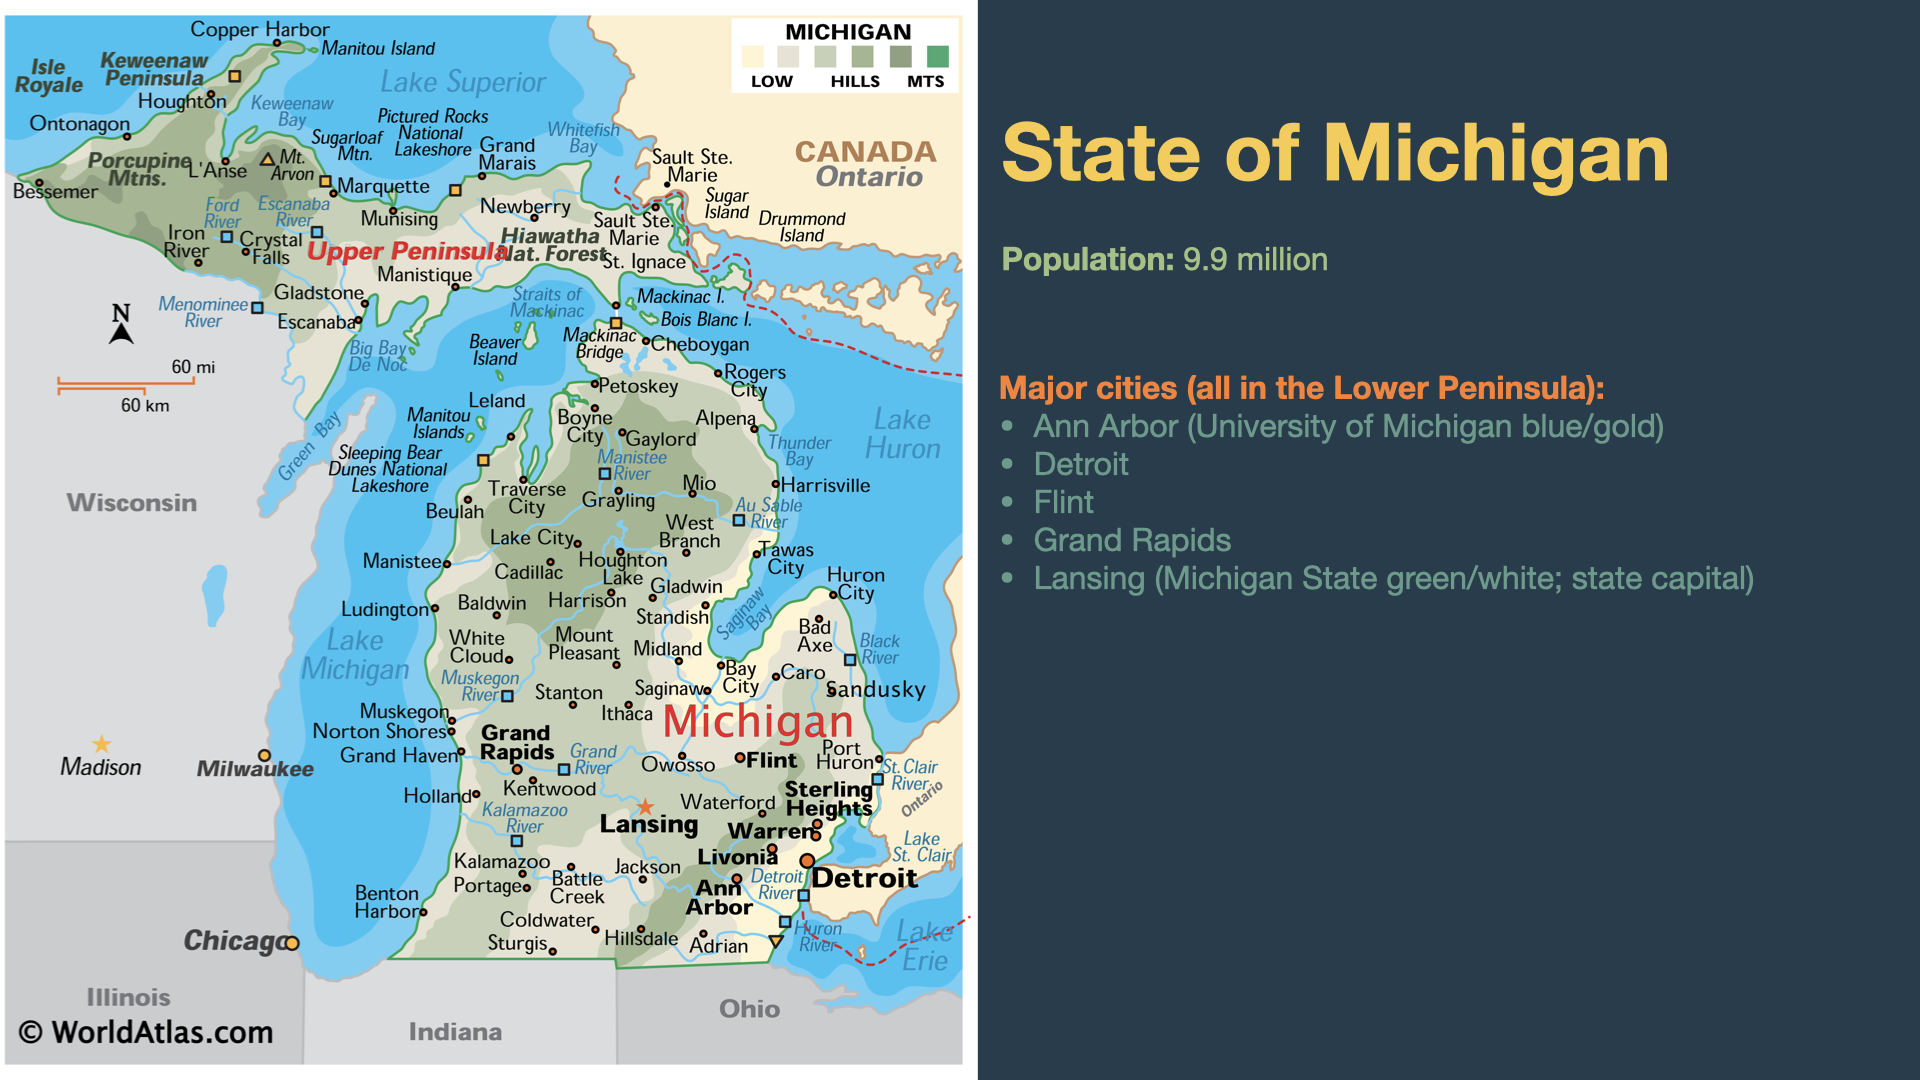 Copper Harbor
Manitou Island
MICHIGAN
LOW
HILLS
MTS
Isle
Royale
Keweenaw
Peninsula
Lake Superior
Houghton
Keweenaw
Bay
Ontonagon
Pictured Rocks
National
Lakeshore
Sugarloaf
Mtn.
Whitefish
Bay
Grand
Marais
Sault Ste.
Marie
CANADA
Ontario
Porcupine
Mtns.
L'Anse
Mt.
Arvon
Bessemer
Marquette
Sugar
Island
Drummond
Island
Ford
River
Escanaba
River
Munising
Newberry
Sault Ste.
Marie
Iron
River
Crystal
Falls
Upper Peninsula
Hiawatha
Nat. Forest
St. Ignace
Manistique
Gladstone
Menominee
River
Escanaba
Straits of
Mackinac
Mackinac I.
Bois Blanc I.
N
Big Bay
De Noc
Beaver
Island
Mackinac
Bridge
Cheboygan
60 mi
60 km
Petoskey
Rogers
City
Leland
Manitou
Islands
Boyne
City
Gaylord
Alpena
Lake
Huron
Green Bay
Sleeping Bear
Dunes National
Lakeshore
Manistee
River
Thunder
Bay
Wisconsin
Traverse
City
Grayling
Mio
Harrisville
Beulah
Au Sable
River
West
Branch
Lake City
Manistee
Cadillac
Houghton
Lake
Tawas
City
Gladwin
Huron
City
Ludington
Baldwin
Harrison
Standish
Saginaw
Bay
Lake
Michigan
White
Cloud
Mount
Pleasant
Midland
Bad
Axe
Black
River
Muskegon
River
Stanton
Saginaw
Bay
City
Caro
Sandusky
Muskegon
Ithaca
Michigan
Norton Shores
Grand Haven
Grand
Rapids
Grand
River
Owosso
Flint
Port
Huron
St. Clair
River
Madison
Milwaukee
Kentwood
Holland
Sterling
Heights
Ontario
Kalamazoo
River
Lansing
Waterford
Warren
Lake
St. Clair
Livonia
Kalamazoo
Portage
Battle
Creek
Jackson
Ann
Arbor
Detroit
River
Detroit
Benton
Harbor
Coldwater
Sturgis
Hillsdale
Adrian
Huron
River
Lake
Erie
Chicago
Illinois
Indiana
Ohio
© WorldAtlas.com
State of Michigan
Population: 9.9 million
Major cities (all in the Lower Peninsula):
• Ann Arbor (University of Michigan blue/gold)
• Detroit
• Flint
• Grand Rapids
• Lansing (Michigan State green/white; state capital)